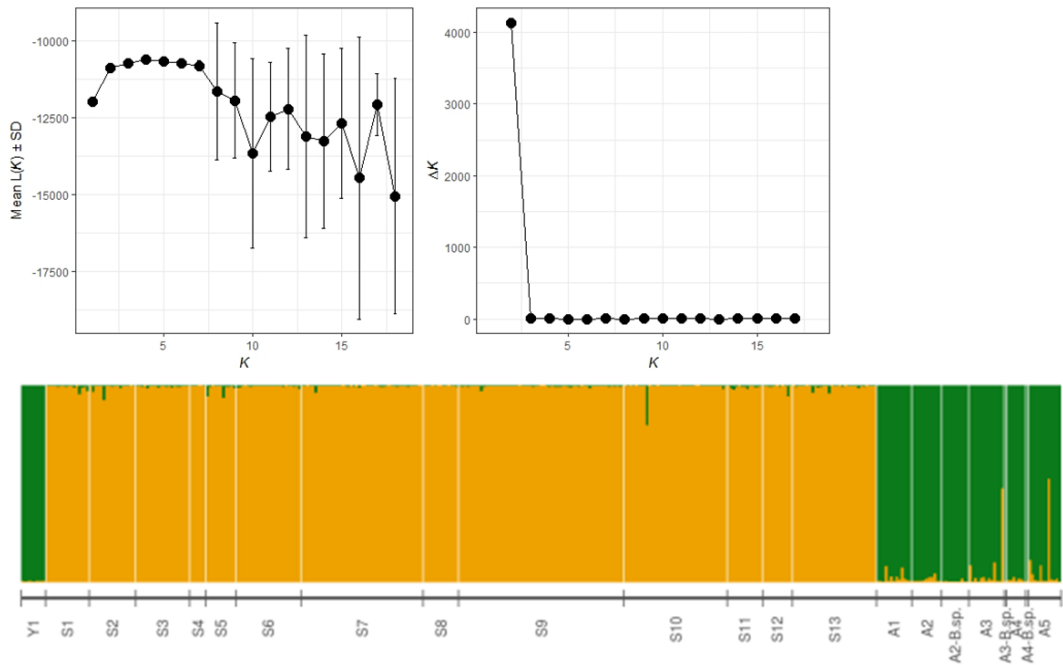 -10000
-12500
-15000
-17500
Mean L(K) ± SD
5
10
15
K
4000
3000
2000
1000
0
ΔK
5
10
15
K
Y1
S1
S2
S3
S4
S5
S6
S7
S8
S9
S10
S11
S12
S13
A1
A2
A2-B.sp.
A3
A3-B.sp.
A4
A4-B.sp.
A5